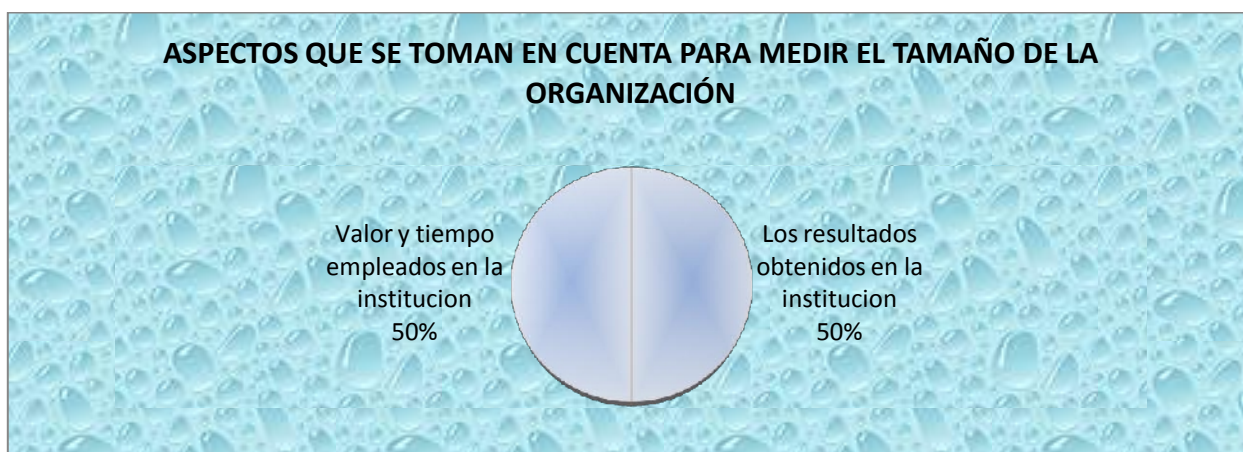 ASPECTOS QUE SE TOMAN EN CUENTA PARA MEDIR EL TAMAÑO DE LA
ORGANIZACIÓN
Valor y tiempo
empleados en la
institucion
50%
Los resultados
obtenidos en la
institucion
50%